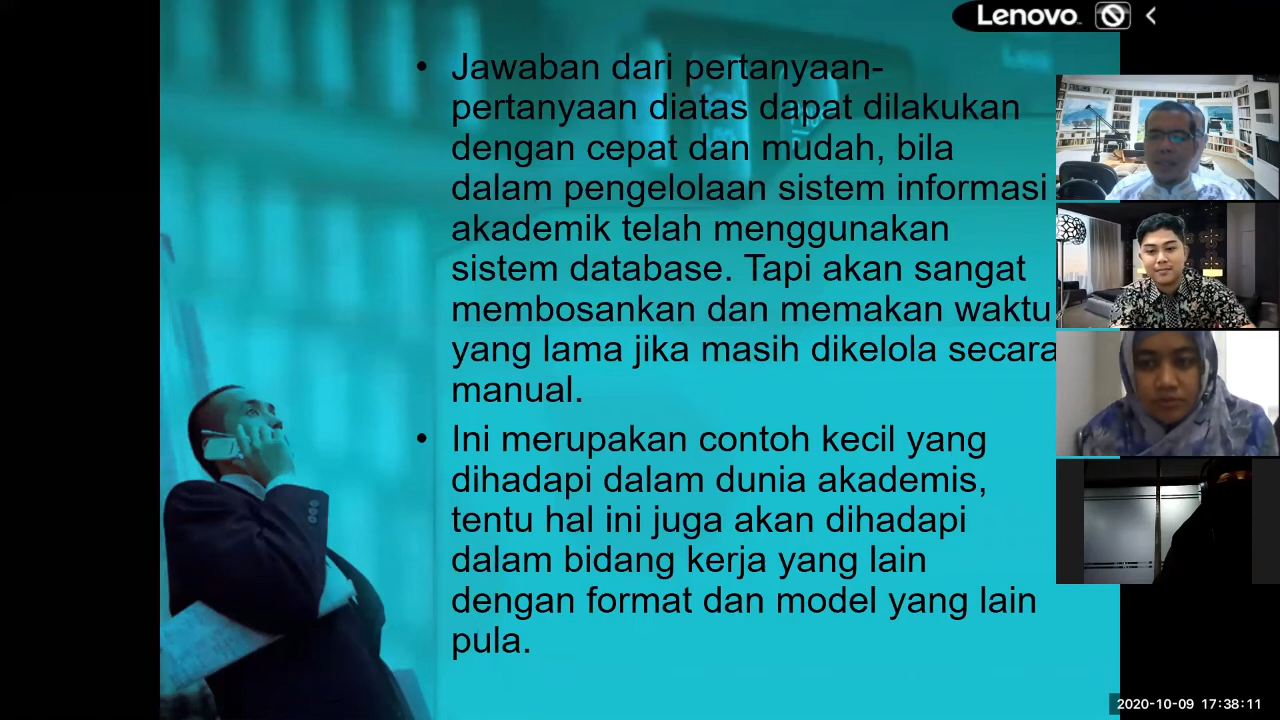 Lenovo
• Jawaban dari pertanyaan-
pertanyaan diatas dapat dilakukan
dengan cepat dan mudah, bila
dalam pengelolaan sistem informasi
akademik telah menggunakan
sistem database. Tapi akan sangat
membosankan dan memakan waktu
yang lama jika masih dikelola secara
manual.
• Ini merupakan contoh kecil yang
dihadapi dalam dunia akademis,
tentu hal ini juga akan dihadapi
dalam bidang kerja yang lain
dengan format dan model yang lain
pula.
2020-10-09 17:38:11